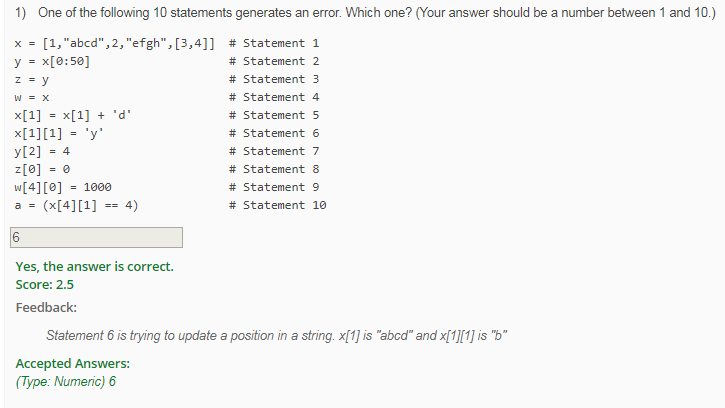 1) One of the following 10 statements generates an error. Which one? (Your answer should be a number between 1 and 10.)
x = [1,"abcd",2,"efgh",[3,4]] # Statement 1
y = x[0:50] # Statement 2
z = y # Statement 3
w = x # Statement 4
x[1] = x[1] + 'd' # Statement 5
x[1][1] = 'y' # Statement 6
y[2] = 4 # Statement 7
z[0] = 0 # Statement 8
w[4][0] = 1000 # Statement 9
a = (x[4][1] == 4) # Statement 10
6
Yes, the answer is correct.
Score: 2.5
Feedback:
Statement 6 is trying to update a position in a string. x[1] is "abcd" and x[1][1] is "b"
Accepted Answers:
(Type: Numeric) 6